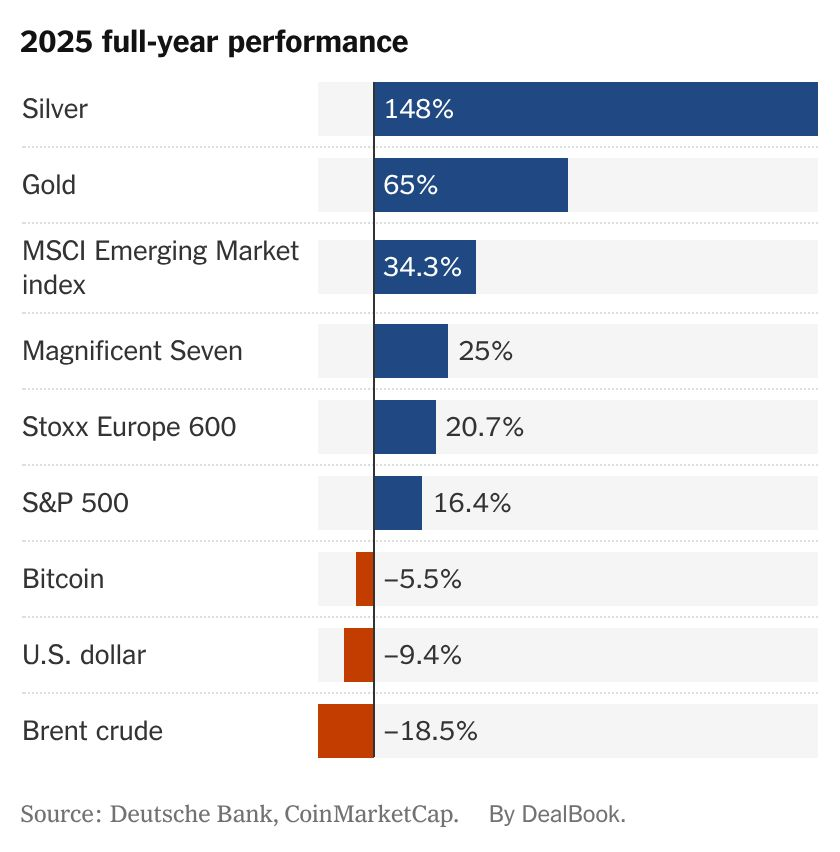 2025 full-year performance
Silver 148%
Gold 65%
MSCI Emerging Market
index 34.3%
Magnificent Seven 25%
Stoxx Europe 600 20.7%
S&P 500 16.4%
Bitcoin –5.5%
U.S. dollar –9.4%
Brent crude –18.5%
Source: Deutsche Bank, CoinMarketCap. By DealBook.